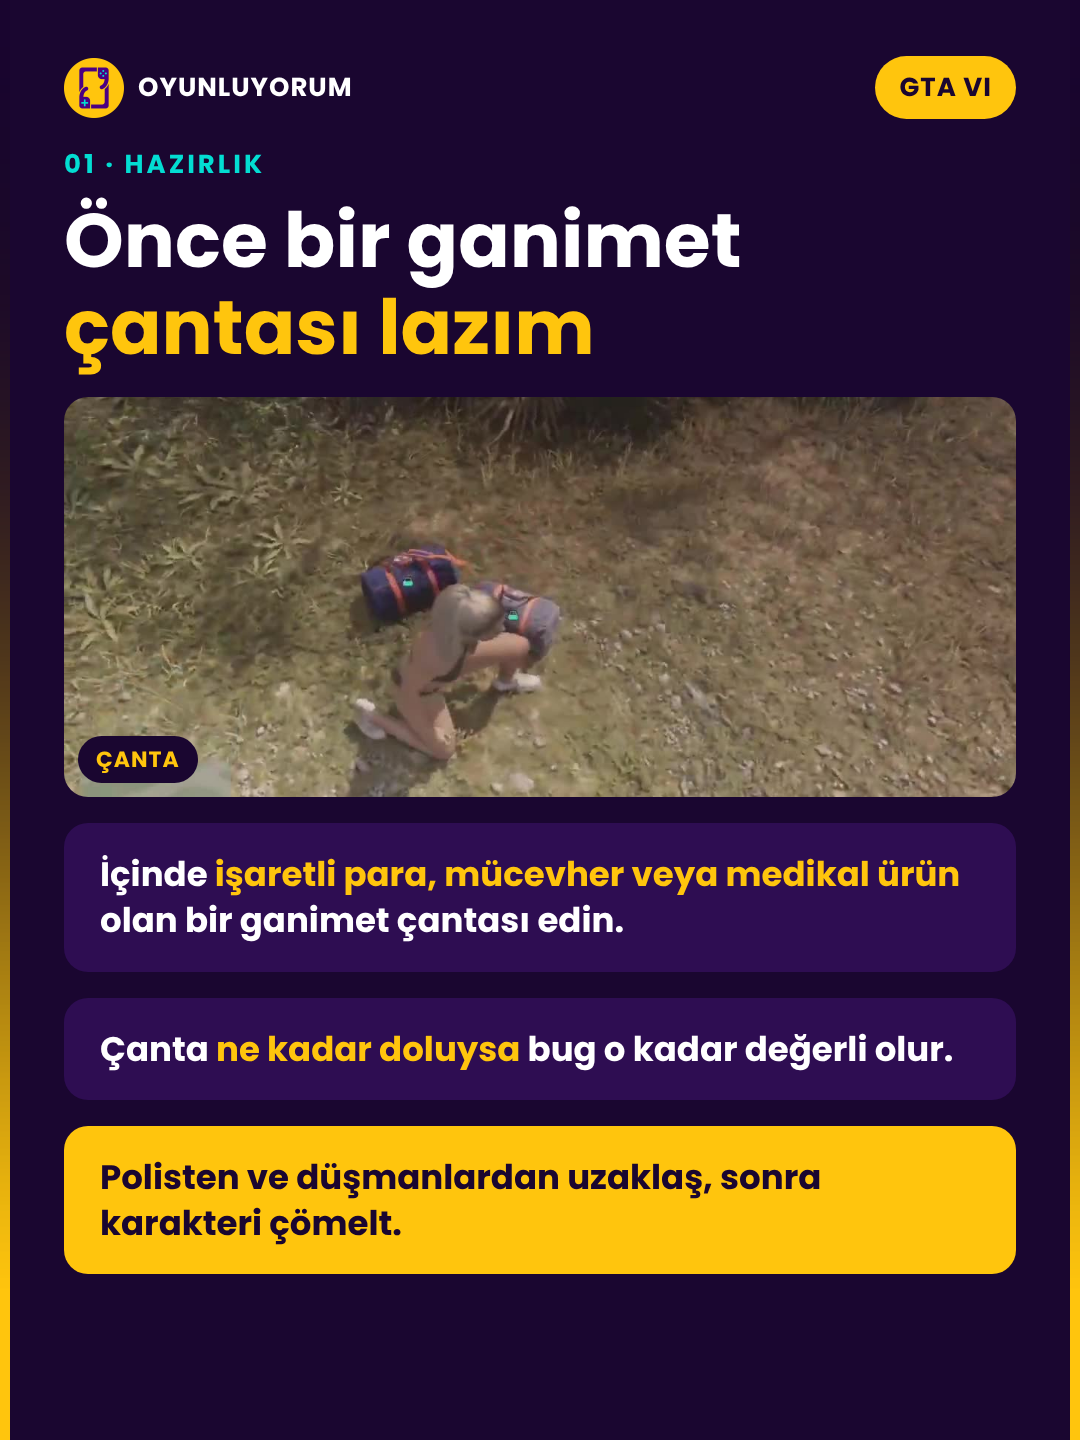 OYUNLUYORUM
GTA VI
01 · HAZIRLIK
Önce bir ganimet
çantası lazım
ÇANTA
İçinde işaretli para, mücevher veya medikal ürün
olan bir ganimet çantası edin.
Çanta ne kadar doluysa bug o kadar değerli olur.
Polisten ve düşmanlardan uzaklaş, sonra
karakteri çömelt.